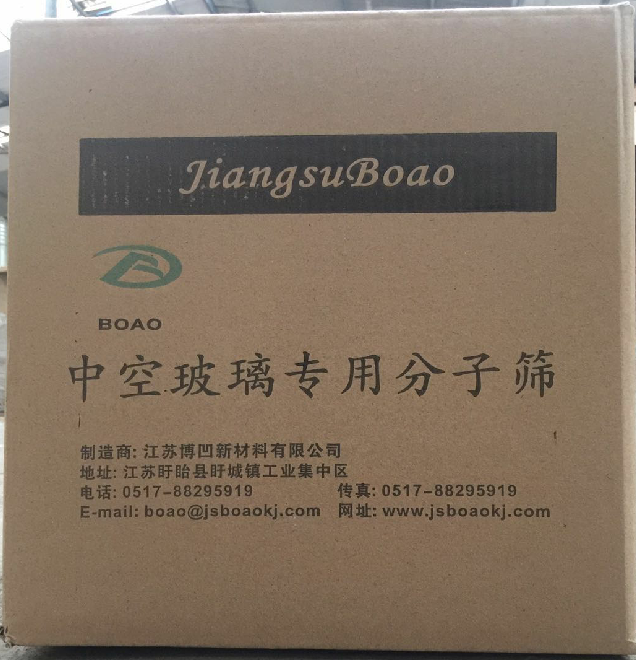 JiangsuBoao
BOAO
中空玻璃专用分子筛
制造商: 江苏博凹新材料有限公司
地址: 江苏盱眙县盱城镇工业集中区
电话: 0517-88295919 传真: 0517-88295919
E-mail: boao@jsboaokj.com 网址: www.jsboaokj.com